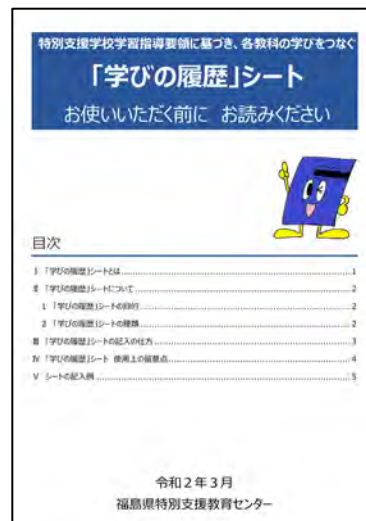 特別支援学校学習指導要領に基づき、各教科の学びをつなぐ
「学びの履歴」シート
お使いいただく前に お読みください
目次
Ⅰ 「学びの履歴」シートとは 1
Ⅱ 「学びの履歴」シートについて 2
1 「学びの履歴」シートの目的 2
2 「学びの履歴」シートの種類 2
Ⅲ 「学びの履歴」シートの記入の仕方 3
Ⅳ 「学びの履歴」シート 使用上の留意点 4
Ⅴ シートの記入例 5
令和2年3月
福島県特別支援教育センター